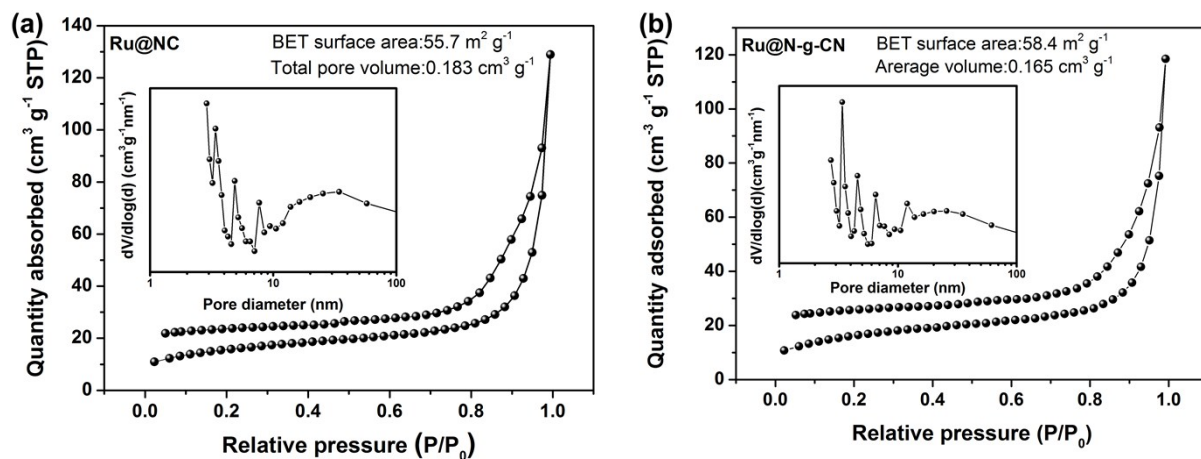 (a)
Ru@NC
BET surface area:55.7 m² g⁻¹
Total pore volume:0.183 cm³ g⁻¹
Quantity absorbed (cm³ g⁻¹ STP)
140
120
100
80
60
40
20
0
0.0 0.2 0.4 0.6 0.8 1.0
Relative pressure (P/P₀)
dV/dlog(d) (cm³g⁻¹nm⁻¹)
1 10 100
Pore diameter (nm)
(b)
Ru@N-g-CN
BET surface area:58.4 m² g⁻¹
Arerage volume:0.165 cm³ g⁻¹
Quantity adsorbed (cm⁻³ g⁻¹ STP)
120
100
80
60
40
20
0
0.0 0.2 0.4 0.6 0.8 1.0
Relative pressure (P/P₀)
dV/dlog(d)(cm³g⁻¹nm⁻¹)
1 10 100
Pore diameter (nm)